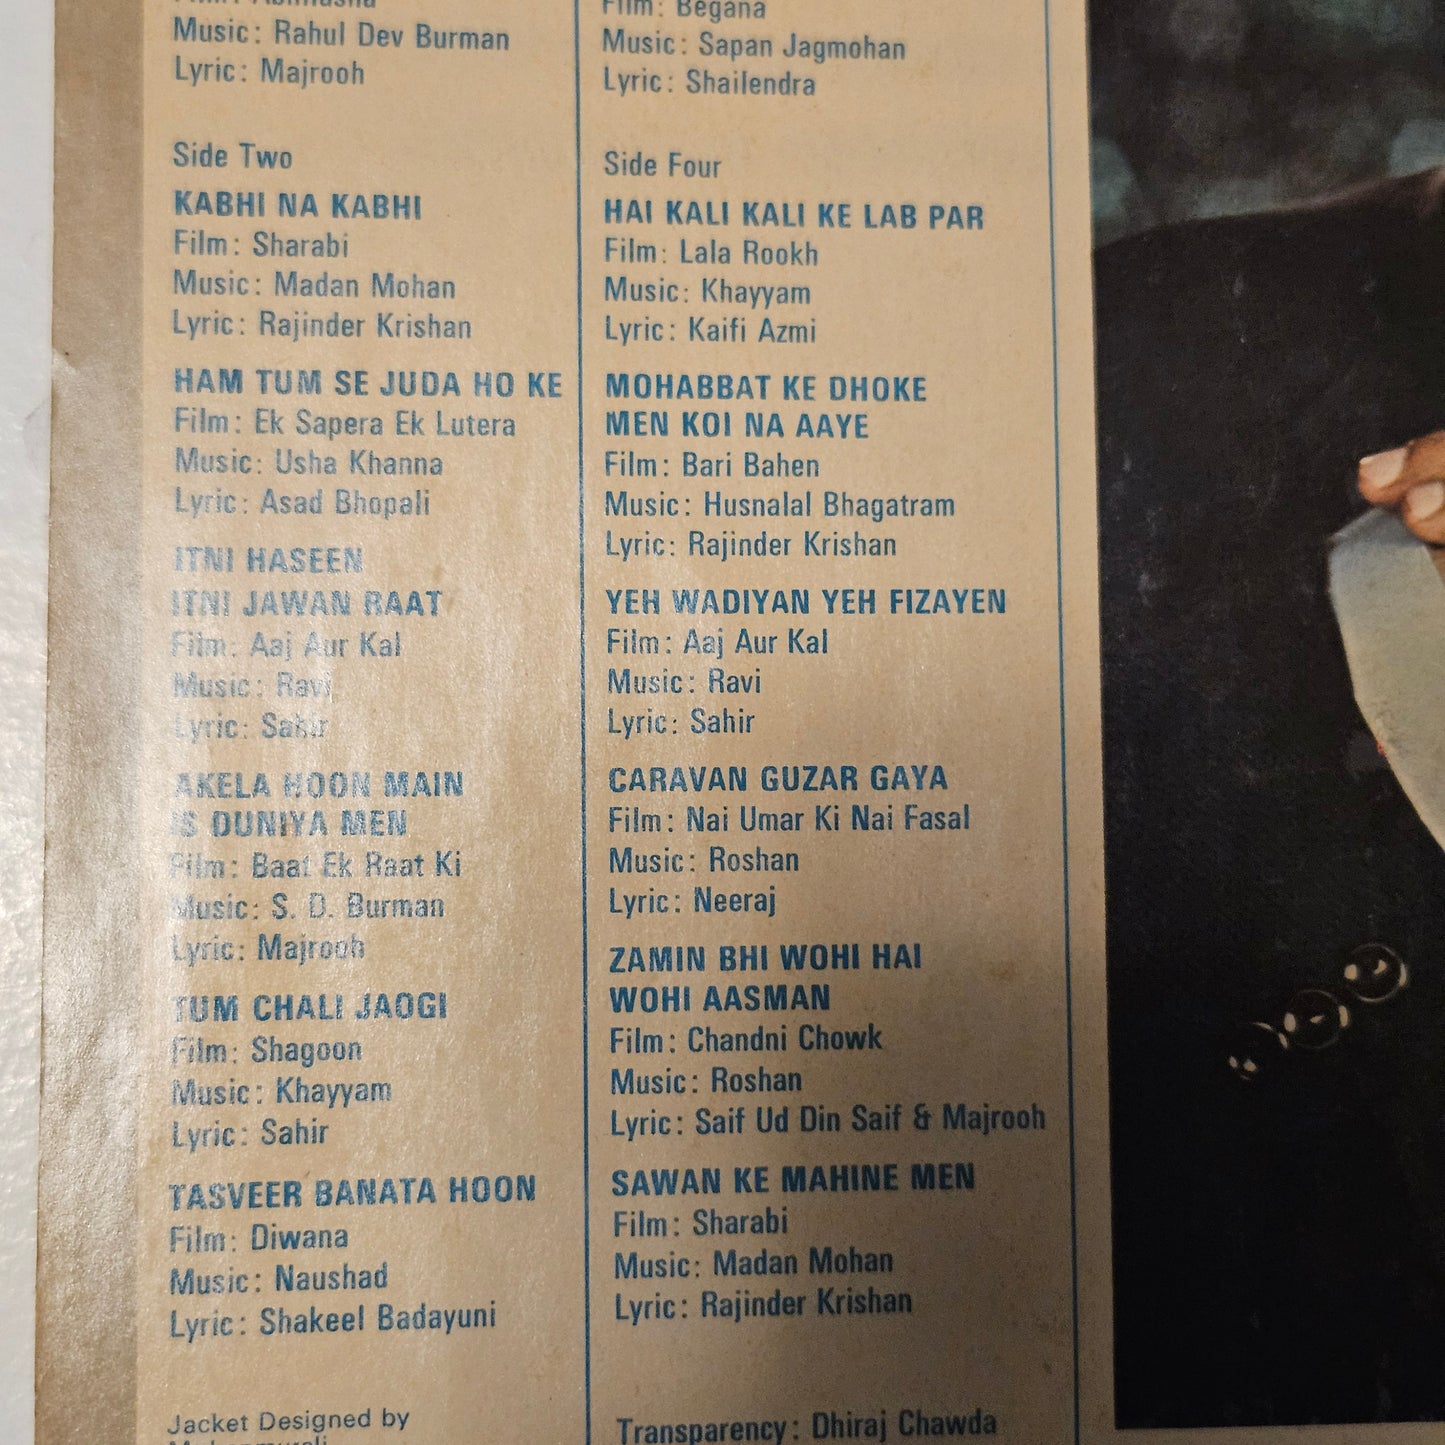 Music: Rahul Dev Burman
Lyric: Majrooh
Side Two
KABHI NA KABHI
Film: Sharabi
Music: Madan Mohan
Lyric: Rajinder Krishan
HAM TUM SE JUDA HO KE
Film: Ek Sapera Ek Lutera
Music: Usha Khanna
Lyric: Asad Bhopali
ITNI HASEEN
ITNI JAWAN RAAT
Film: Aaj Aur Kal
Music: Ravi
Lyric: Sahir
AKELA HOON MAIN
IS DUNIYA MEN
Film: Baat Ek Raat Ki
Music: S. D. Burman
Lyric: Majrooh
TUM CHALI JAOGI
Film: Shagoon
Music: Khayyam
Lyric: Sahir
TASVEER BANATA HOON
Film: Diwana
Music: Naushad
Lyric: Shakeel Badayuni
Jacket Designed by
Film: Begana
Music: Sapan Jagmohan
Lyric: Shailendra
Side Four
HAI KALI KALI KE LAB PAR
Film: Lala Rookh
Music: Khayyam
Lyric: Kaifi Azmi
MOHABBAT KE DHOKE
MEN KOI NA AAYE
Film: Bari Bahen
Music: Husnalal Bhagatram
Lyric: Rajinder Krishan
YEH WADIYAN YEH FIZAYEN
Film: Aaj Aur Kal
Music: Ravi
Lyric: Sahir
CARAVAN GUZAR GAYA
Film: Nai Umar Ki Nai Fasal
Music: Roshan
Lyric: Neeraj
ZAMIN BHI WOHI HAI
WOHI AASMAN
Film: Chandni Chowk
Music: Roshan
Lyric: Saif Ud Din Saif & Majrooh
SAWAN KE MAHINE MEN
Film: Sharabi
Music: Madan Mohan
Lyric: Rajinder Krishan
Transparency: Dhiraj Chawda